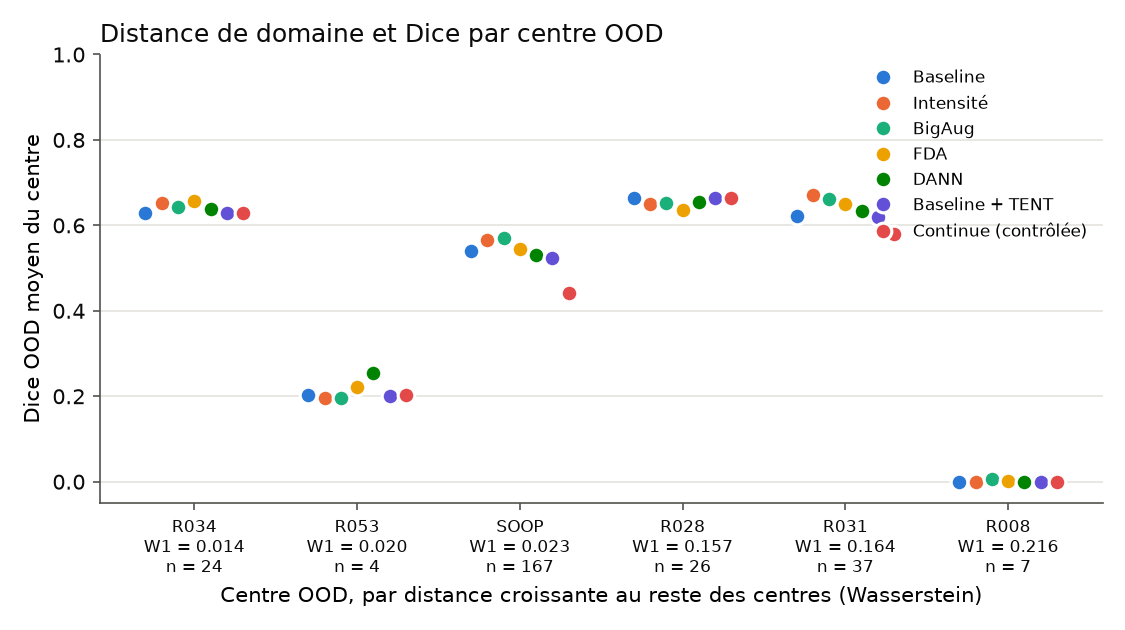 Distance de domaine et Dice par centre OOD
1.0
0.8
0.6
0.4
0.2
0.0
Dice OOD moyen du centre
Baseline
Intensité
BigAug
FDA
DANN
Baseline + TENT
Continue (contrôlée)
R034
W1 = 0.014
n = 24
R053
W1 = 0.020
n = 4
SOOP
W1 = 0.023
n = 167
R028
W1 = 0.157
n = 26
R031
W1 = 0.164
n = 37
R008
W1 = 0.216
n = 7
Centre OOD, par distance croissante au reste des centres (Wasserstein)